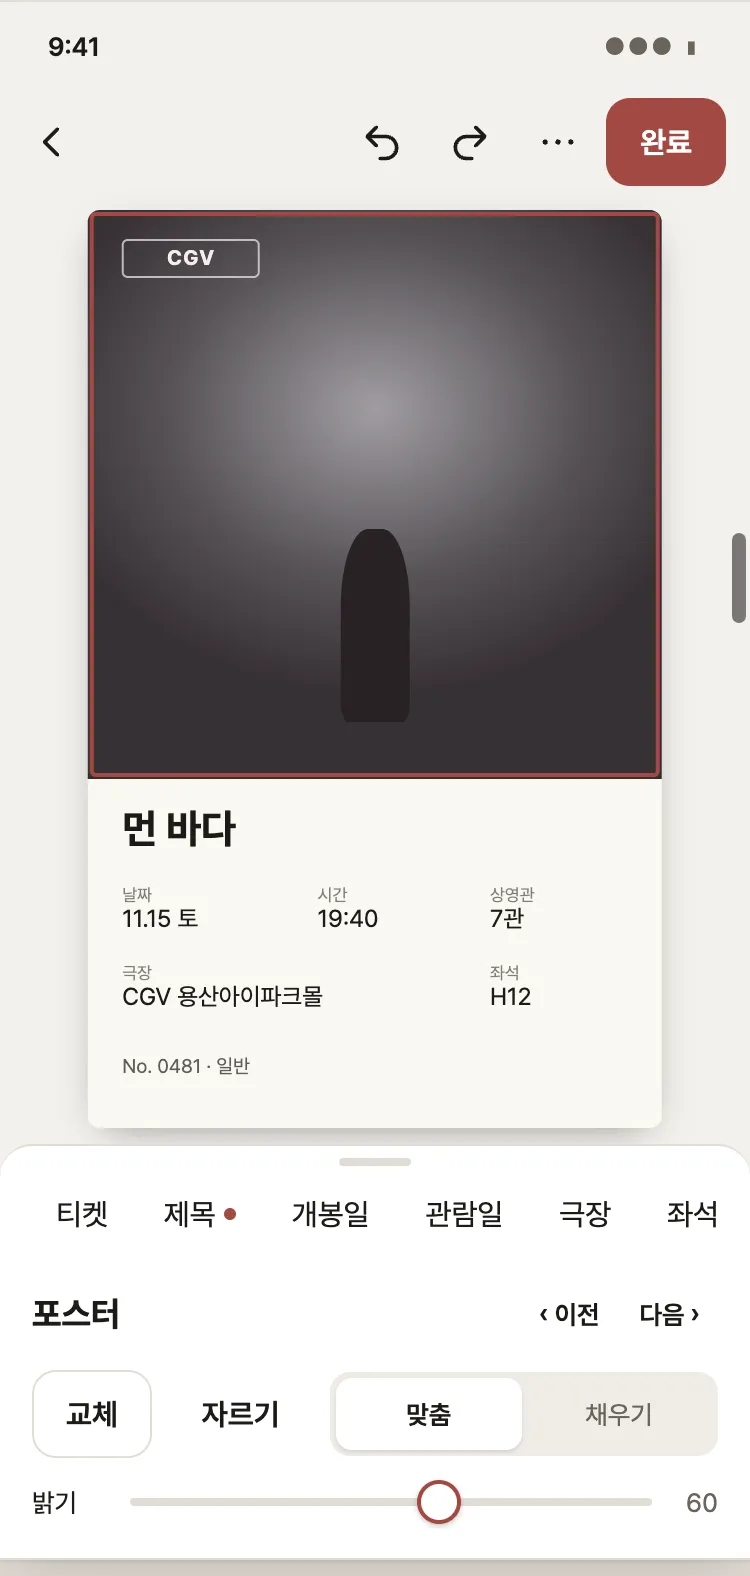 9:41
완료
CGV
먼 바다
날짜 시간 상영관
11.15 토 19:40 7관
극장 좌석
CGV 용산아이파크몰 H12
No. 0481 · 일반
티켓 제목 개봉일 관람일 극장 좌석
포스터 ‹ 이전 다음 ›
교체 자르기 맞춤 채우기
밝기 60